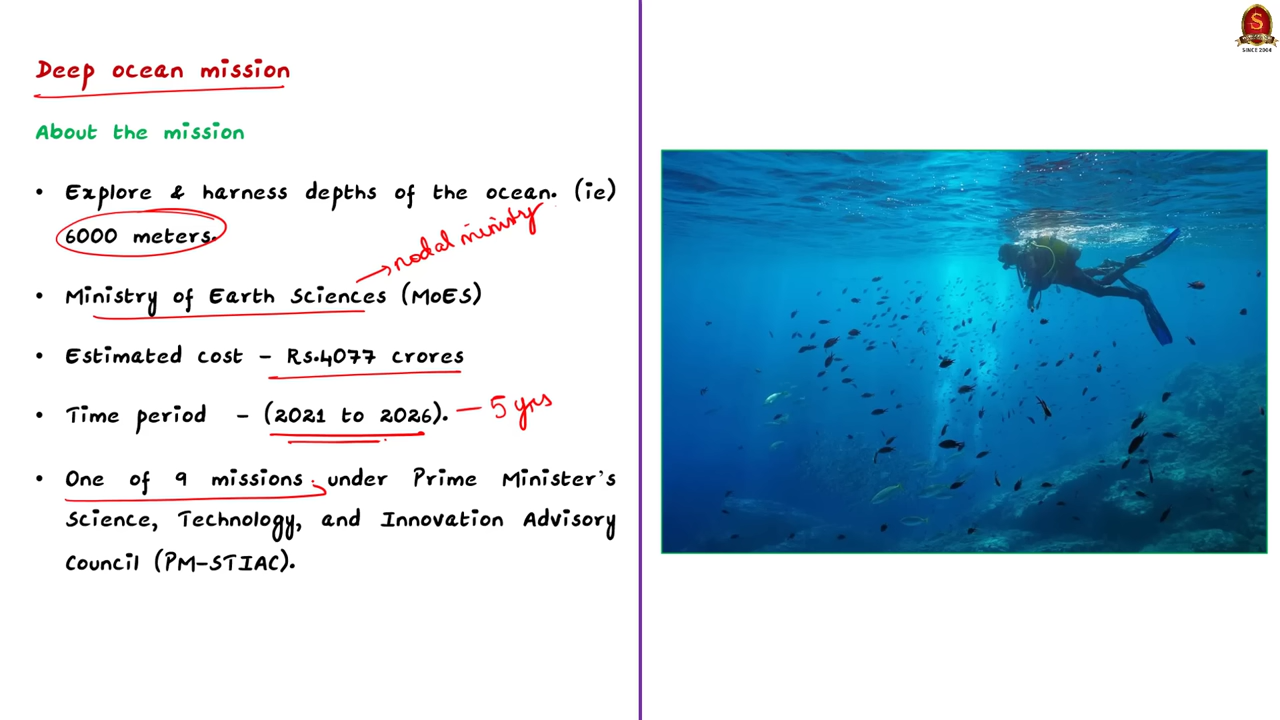 Deep ocean mission
About the mission
• Explore & harness depths of the ocean. (ie)
6000 meters.
→ nodal ministry
• Ministry of Earth Sciences (MoES)
• Estimated cost - Rs.4077 crores
• Time period - (2021 to 2026). — 5 yrs
• One of 9 missions under Prime Minister's
Science, Technology, and Innovation Advisory
Council (PM-STIAC).
S
SINCE 2004